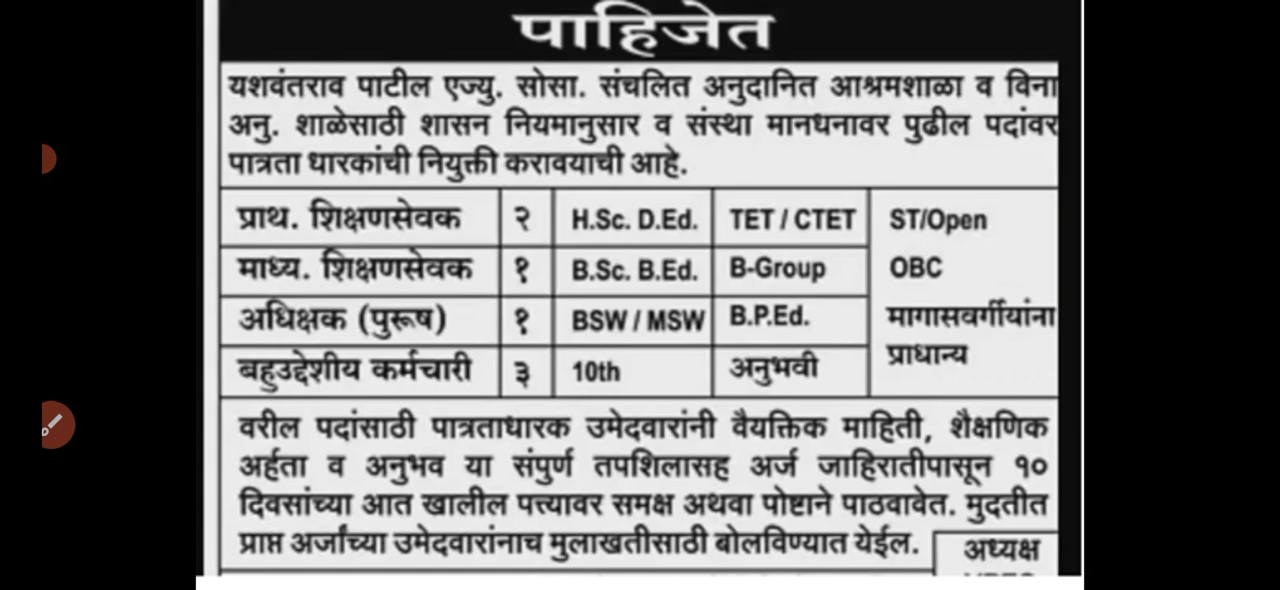 पाहिजेत
यशवंतराव पाटील एज्यु. सोसा. संचलित अनुदानित आश्रमशाळा व विना
अनु. शाळेसाठी शासन नियमानुसार व संस्था मानधनावर पुढील पदांवर
पात्रता धारकांची नियुक्ती करावयाची आहे.
प्राथ. शिक्षणसेवक २ H.Sc. D.Ed. TET / CTET ST/Open
माध्य. शिक्षणसेवक १ B.Sc. B.Ed. B-Group OBC
अधिक्षक (पुरूष) १ BSW / MSW B.P.Ed. मागासवर्गीयांना
बहुउद्देशीय कर्मचारी ३ 10th अनुभवी प्राधान्य
वरील पदांसाठी पात्रताधारक उमेदवारांनी वैयक्तिक माहिती, शैक्षणिक
अर्हता व अनुभव या संपुर्ण तपशिलासह अर्ज जाहिरातीपासून १०
दिवसांच्या आत खालील पत्त्यावर समक्ष अथवा पोष्टाने पाठवावेत. मुदतीत
प्राप्त अर्जांच्या उमेदवारांनाच मुलाखतीसाठी बोलविण्यात येईल.
अध्यक्ष